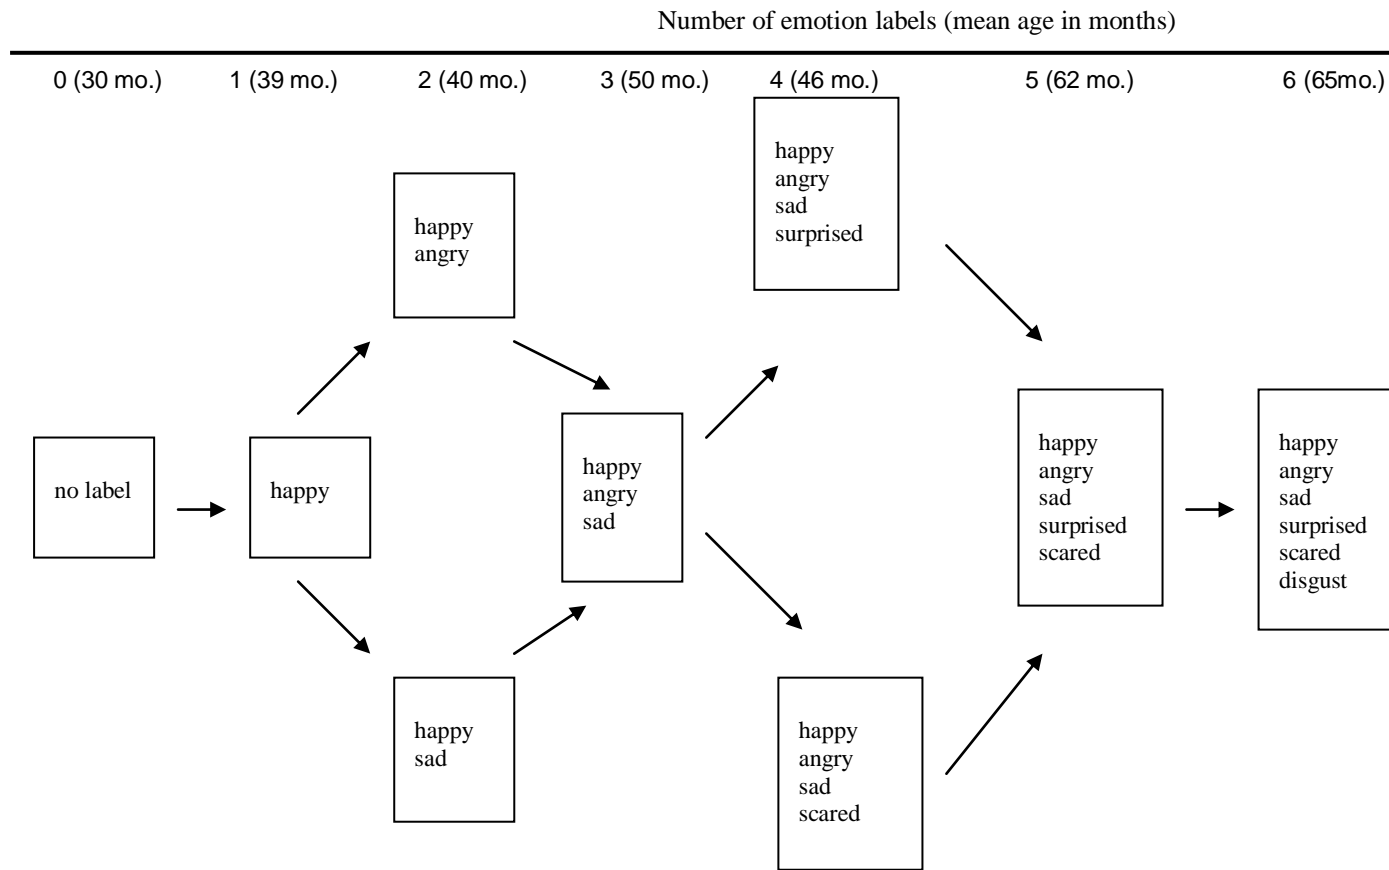 Number of emotion labels (mean age in months)
0 (30 mo.)
1 (39 mo.)
2 (40 mo.)
3 (50 mo.)
4 (46 mo.)
5 (62 mo.)
6 (65mo.)
no label
happy
happy
angry
happy
sad
happy
angry
sad
happy
angry
sad
surprised
happy
angry
sad
scared
happy
angry
sad
surprised
scared
happy
angry
sad
surprised
scared
disgust